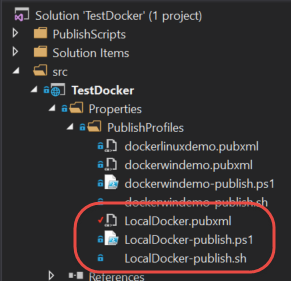 Solution 'TestDocker' (1 project)
PublishScripts
Solution Items
src
TestDocker
Properties
PublishProfiles
dockerlinuxdemo.pubxml
dockerwindemo.pubxml
dockerwindemo-publish.ps1
dockerwindemo-publish.sh
LocalDocker.pubxml
LocalDocker-publish.ps1
LocalDocker-publish.sh
References